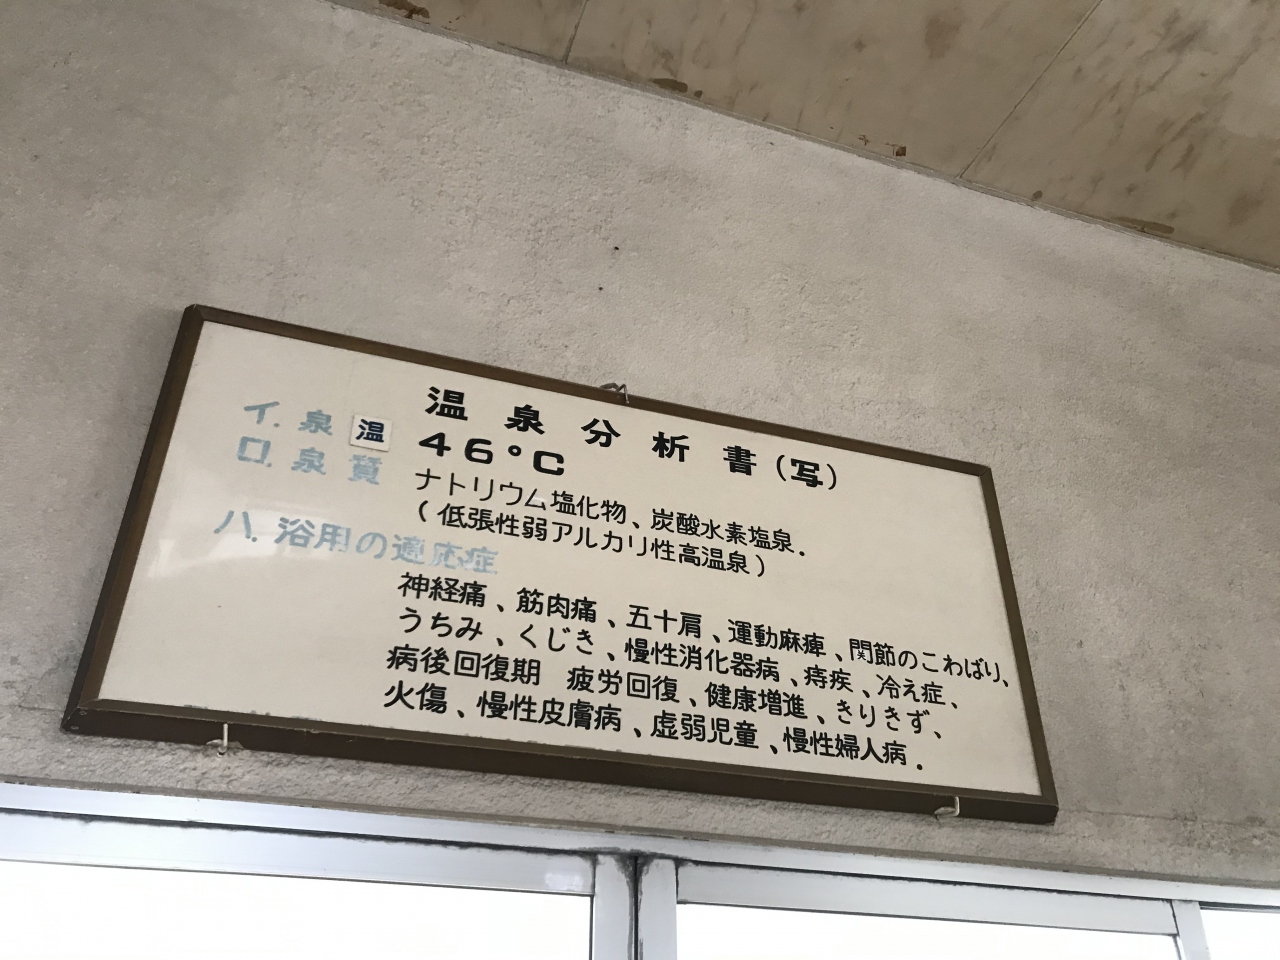 温泉分析書(写)
イ. 泉温 46°C
ロ. 泉質 ナトリウム塩化物、炭酸水素塩泉.
(低張性弱アルカリ性高温泉)
ハ. 浴用の適応症
神経痛、筋肉痛、五十肩、運動麻痺、関節のこわばり、
うちみ、くじき、慢性消化器病、痔疾、冷え症、
病後回復期 疲労回復、健康増進、きりきず、
火傷、慢性皮膚病、虚弱児童、慢性婦人病.